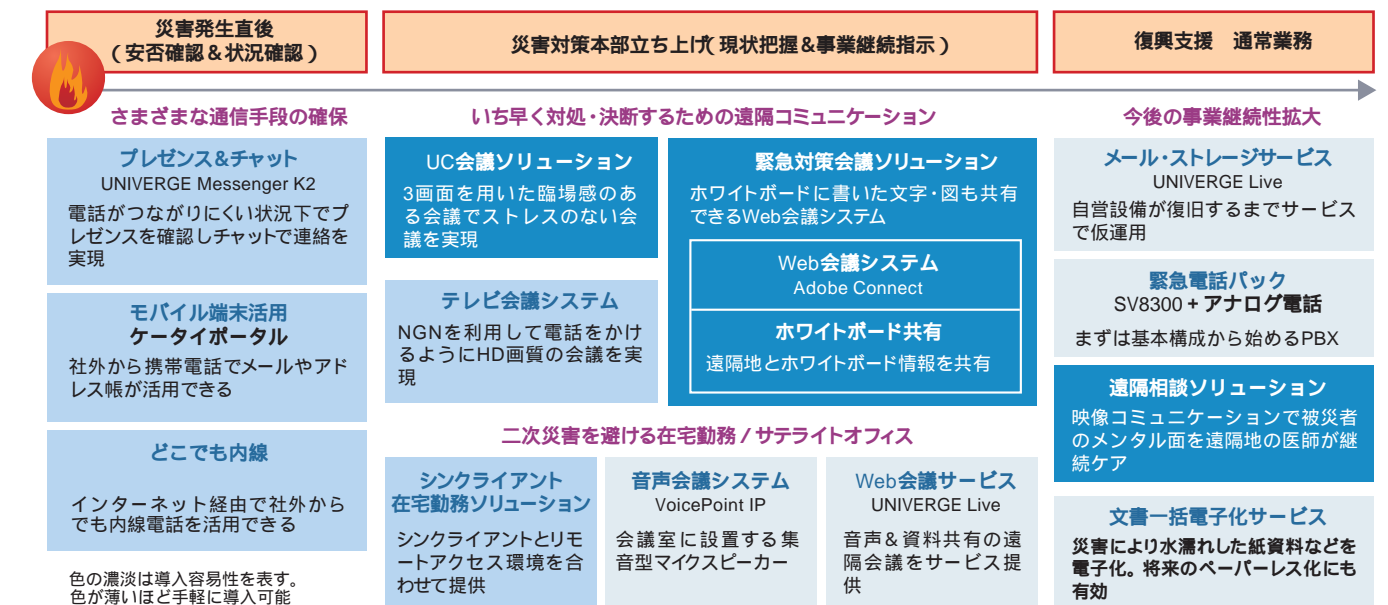 災害発生直後
（安否確認＆状況確認）
災害対策本部立ち上げ（現状把握＆事業継続指示）
復興支援　通常業務
さまざまな通信手段の確保
プレゼンス&チャット
UNIVERGE Messenger K2
電話がつながりにくい状況下でプ
レゼンスを確認しチャットで連絡を
実現
モバイル端末活用
ケータイポータル
社外から携帯電話でメールやアド
レス帳が活用できる
どこでも内線
インターネット経由で社外から
でも内線電話を活用できる
色の濃淡は導入容易性を表す。
色が薄いほど手軽に導入可能
いち早く対処・決断するための遠隔コミュニケーション
UC会議ソリューション
3画面を用いた臨場感のあ
る会議でストレスのない会
議を実現
テレビ会議システム
NGNを利用して電話をかけ
るようにHD画質の会議を実
現
緊急対策会議ソリューション
ホワイトボードに書いた文字・図も共有
できるWeb会議システム
Web会議システム
Adobe Connect
ホワイトボード共有
遠隔地とホワイトボード情報を共有
二次災害を避ける在宅勤務/サテライトオフィス
シンクライアント
在宅勤務ソリューション
シンクライアントとリモ
ートアクセス環境を合
わせて提供
音声会議システム
VoicePoint IP
会議室に設置する集
音型マイクスピーカー
Web会議サービス
UNIVERGE Live
音声&資料共有の遠
隔会議をサービス提
供
今後の事業継続性拡大
メール・ストレージサービス
UNIVERGE Live
自営設備が復旧するまでサービス
で仮運用
緊急電話パック
SV8300+アナログ電話
まずは基本構成から始めるPBX
遠隔相談ソリューション
映像コミュニケーションで被災者
のメンタル面を遠隔地の医師が継
続ケア
文書一括電子化サービス
災害により水濡れした紙資料などを
電子化。将来のペーパーレス化にも
有効